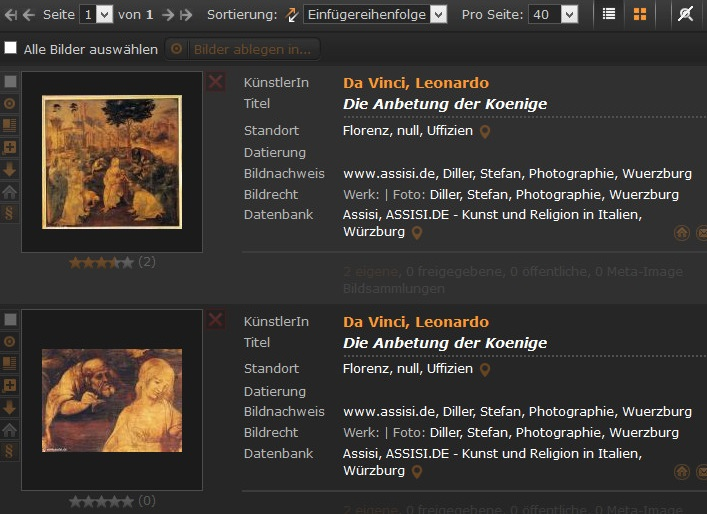 Seite 1 von 1 Sortierung: Einfügereihenfolge Pro Seite: 40
Alle Bilder auswählen Bilder ablegen in...
KünstlerIn Da Vinci, Leonardo
Titel Die Anbetung der Koenige
Standort Florenz, null, Uffizien
Datierung
Bildnachweis www.assisi.de, Diller, Stefan, Photographie, Wuerzburg
Bildrecht Werk: | Foto: Diller, Stefan, Photographie, Wuerzburg
Datenbank Assisi, ASSISI.DE - Kunst und Religion in Italien,
Würzburg
(2)
2 eigene, 0 freigegebene, 0 öffentliche, 0 Meta-Image
Bildsammlungen
KünstlerIn Da Vinci, Leonardo
Titel Die Anbetung der Koenige
Standort Florenz, null, Uffizien
Datierung
Bildnachweis www.assisi.de, Diller, Stefan, Photographie, Wuerzburg
Bildrecht Werk: | Foto: Diller, Stefan, Photographie, Wuerzburg
Datenbank Assisi, ASSISI.DE - Kunst und Religion in Italien,
Würzburg
(0)
2 eigene, 0 freigegebene, 0 öffentliche, 0 Meta-Image